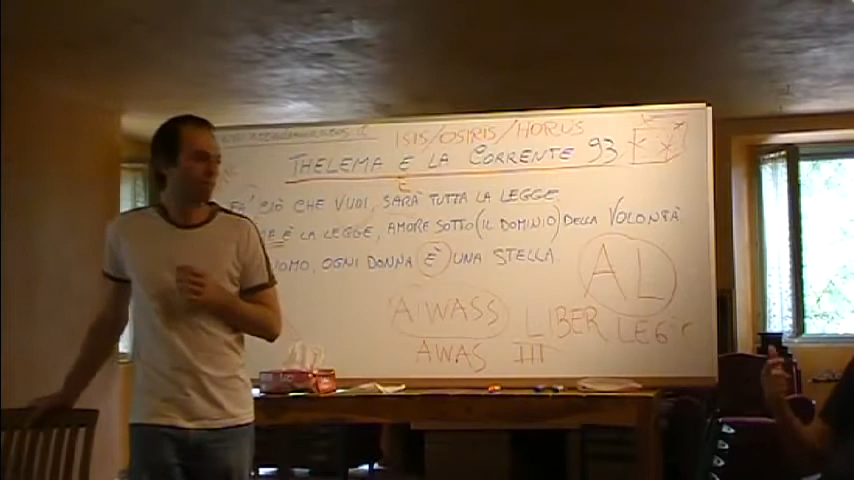 ISIS/OSIRIS/HORUS
THELEMA E LA CORRENTE 93
E
FA' CIÒ CHE VUOI, SARÀ TUTTA LA LEGGE.
È LA LEGGE, AMORE SOTTO (IL DOMINIO) DELLA VOLONTÀ
UOMO, OGNI DONNA È UNA STELLA.
AL
AIWASS
LIBER LEGIS
AWAS III